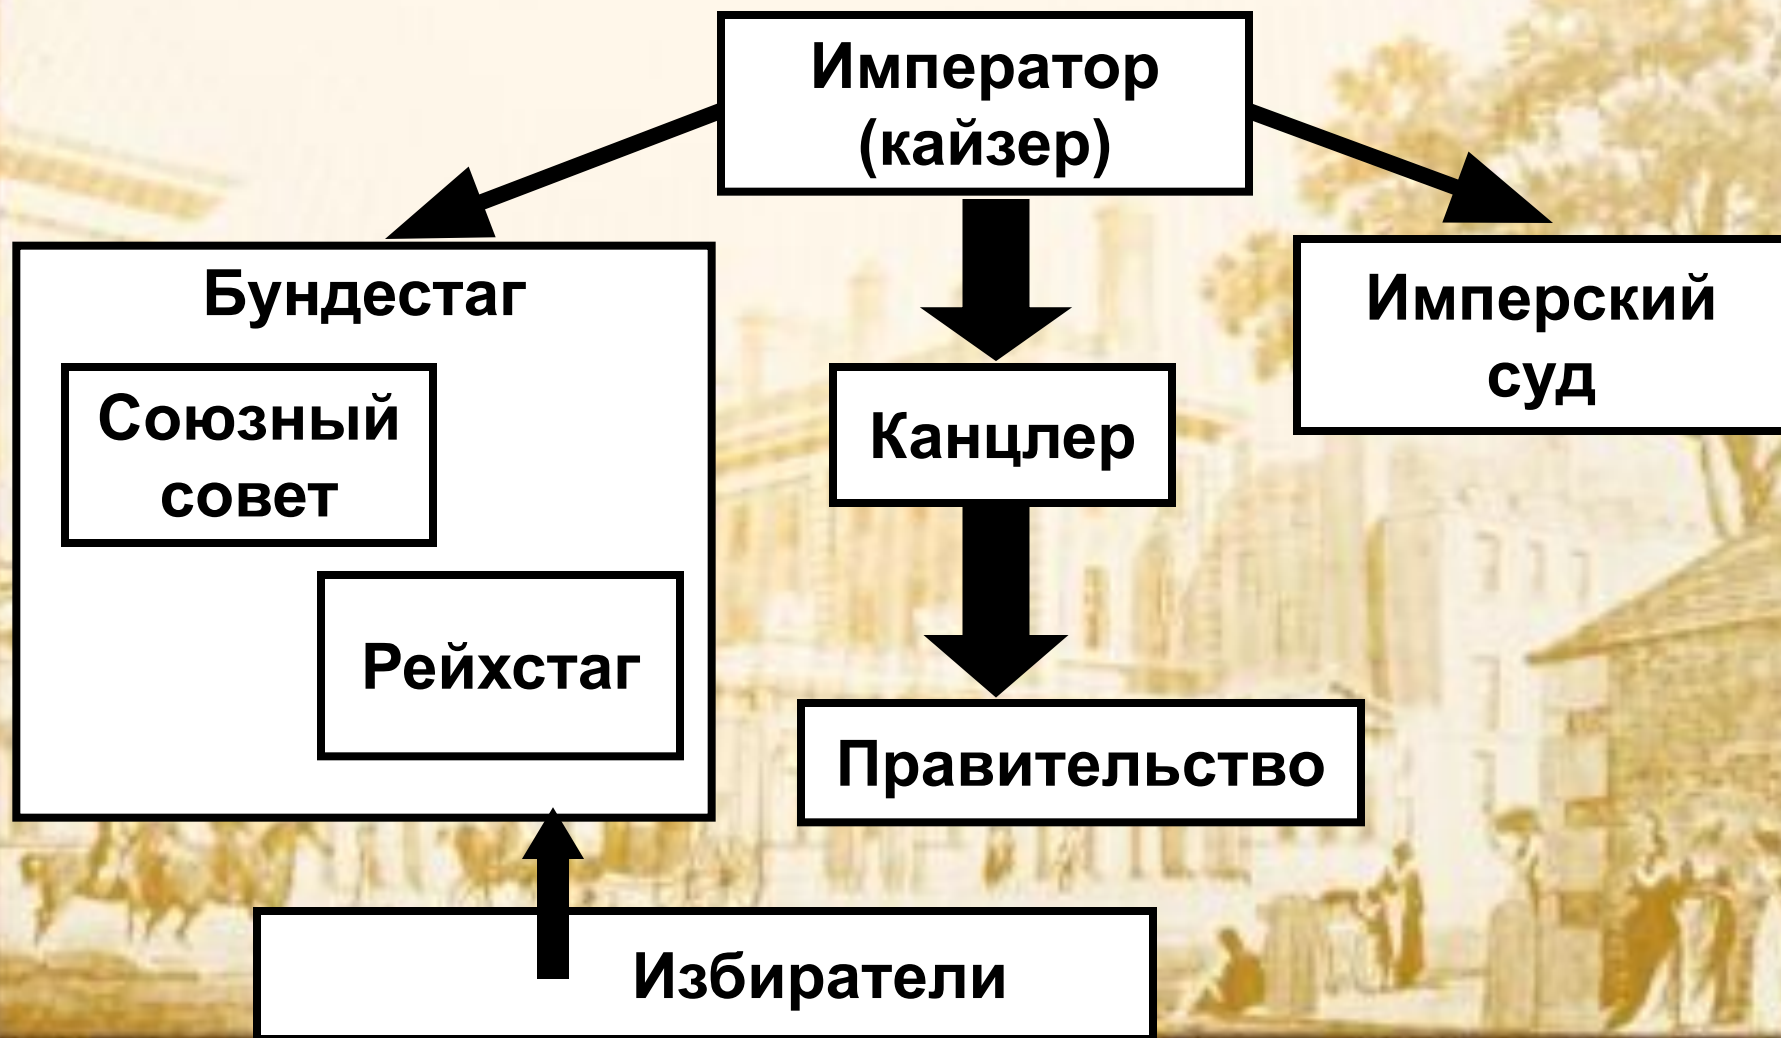 Император
(кайзер)
Бундестаг
Союзный
совет
Рейхстаг
Канцлер
Имперский
суд
Правительство
Избиратели